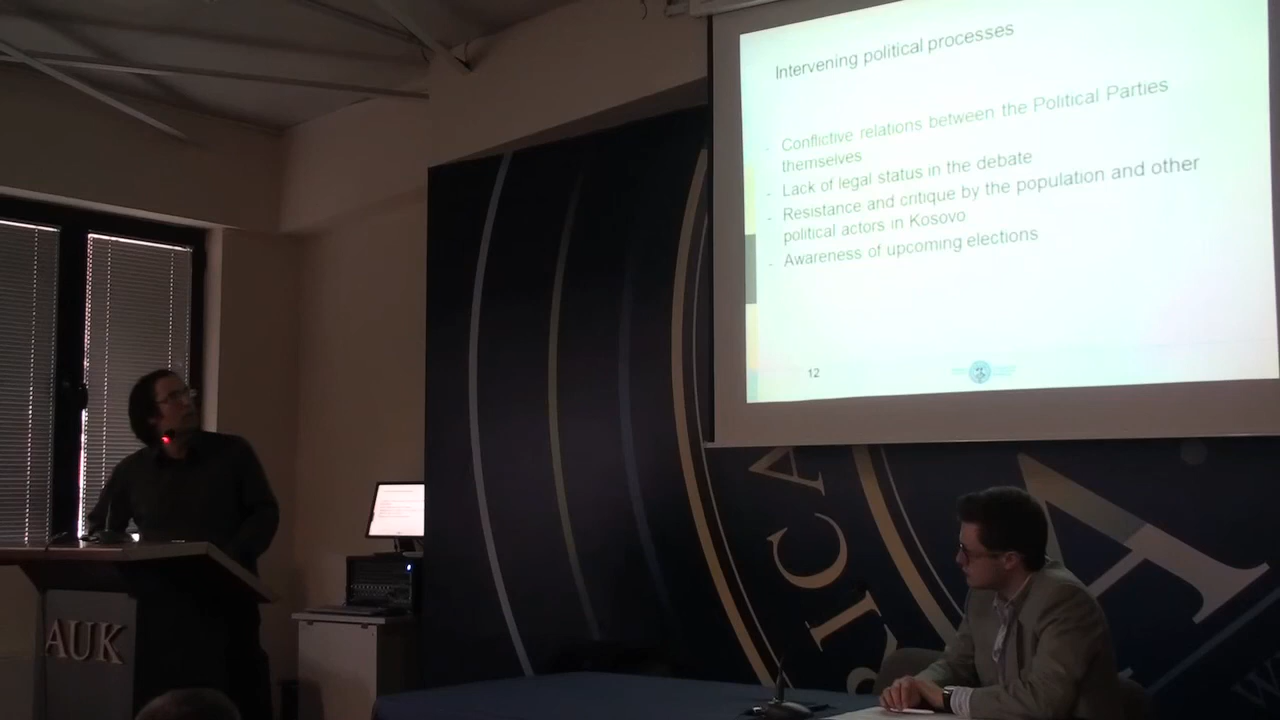 Intervening political processes
- Conflictive relations between the Political Parties
themselves
- Lack of legal status in the debate
- Resistance and critique by the population and other
political actors in Kosovo
- Awareness of upcoming elections
12
AUK
RICA
A